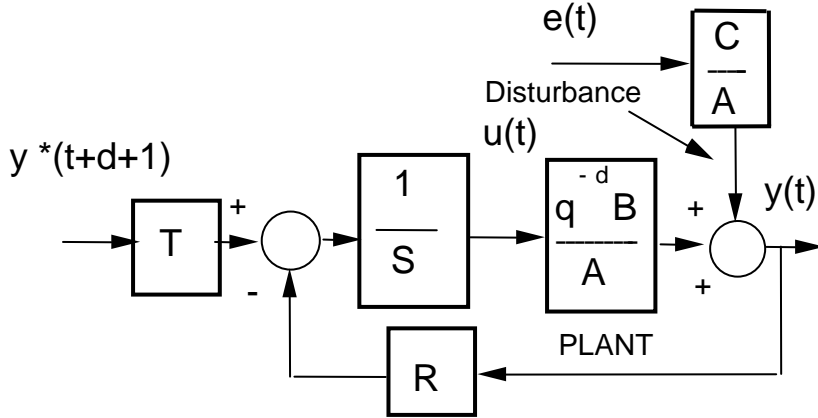 e(t)
C
A
Disturbance
u(t)
y *(t+d+1)
1
S
q - d B
A
y(t)
T
+
-
+
+
PLANT
R